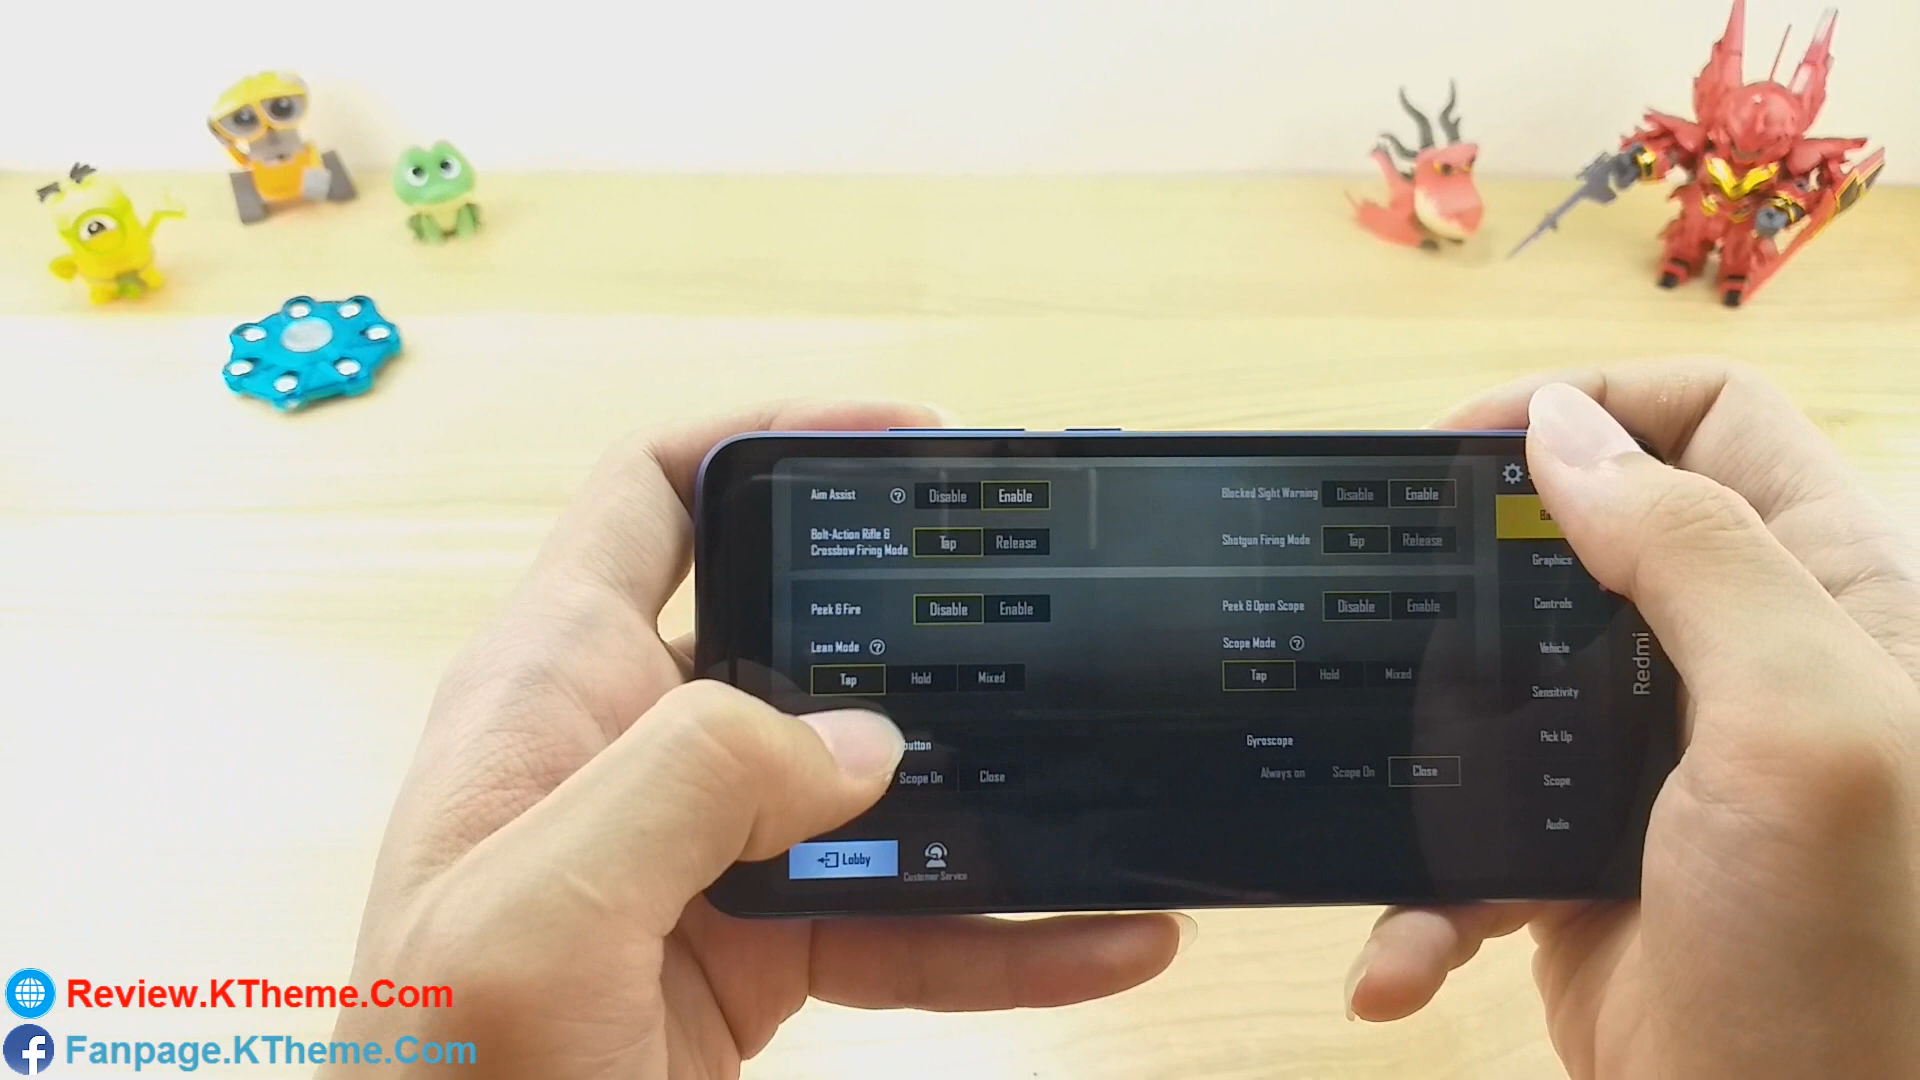 Aim Assist ? Disable Enable
Blocked Sight Warning Disable Enable
Bolt-Action Rifle &
Crossbow Firing Mode Tap Release
Shotgun Firing Mode Tap Release
Peek & Fire Disable Enable
Peek & Open Scope Disable Enable
Lean Mode ?
Tap Hold Mixed
Scope Mode ?
Tap Hold Mixed
button
Scope On Close
Gyroscope
Always on Scope On Close
Lobby
Customer Service
Graphics
Controls
Vehicle
Sensitivity
Pick Up
Scope
Audio
Redmi
Review.KTheme.Com
Fanpage.KTheme.Com